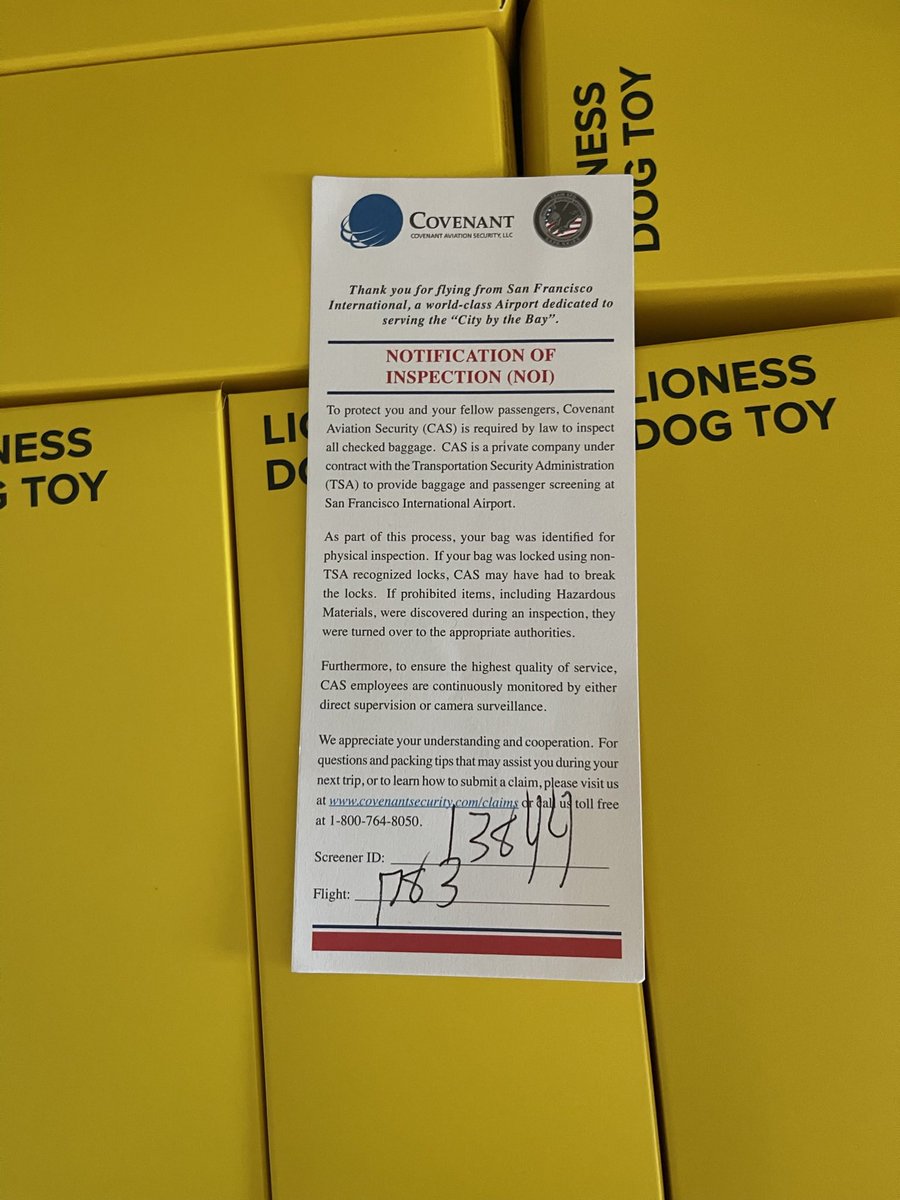 NESS
DOG TOY
COVENANT
COVENANT AVIATION SECURITY, LLC
Thank you for flying from San Francisco
International, a world-class Airport dedicated to
serving the “City by the Bay”.
NOTIFICATION OF
INSPECTION (NOI)
To protect you and your fellow passengers, Covenant
Aviation Security (CAS) is required by law to inspect
all checked baggage. CAS is a private company under
contract with the Transportation Security Administration
(TSA) to provide baggage and passenger screening at
San Francisco International Airport.
As part of this process, your bag was identified for
physical inspection. If your bag was locked using non-
TSA recognized locks, CAS may have had to break
the locks. If prohibited items, including Hazardous
Materials, were discovered during an inspection, they
were turned over to the appropriate authorities.
Furthermore, to ensure the highest quality of service,
CAS employees are continuously monitored by either
direct supervision or camera surveillance.
We appreciate your understanding and cooperation. For
questions and packing tips that may assist you during your
next trip, or to learn how to submit a claim, please visit us
at www.covenantsecurity.com/claims or call us toll free
at 1-800-764-8050.
Screener ID: 13844
Flight: 1783
NESS
G TOY
LIO
DO
LIONESS
DOG TOY